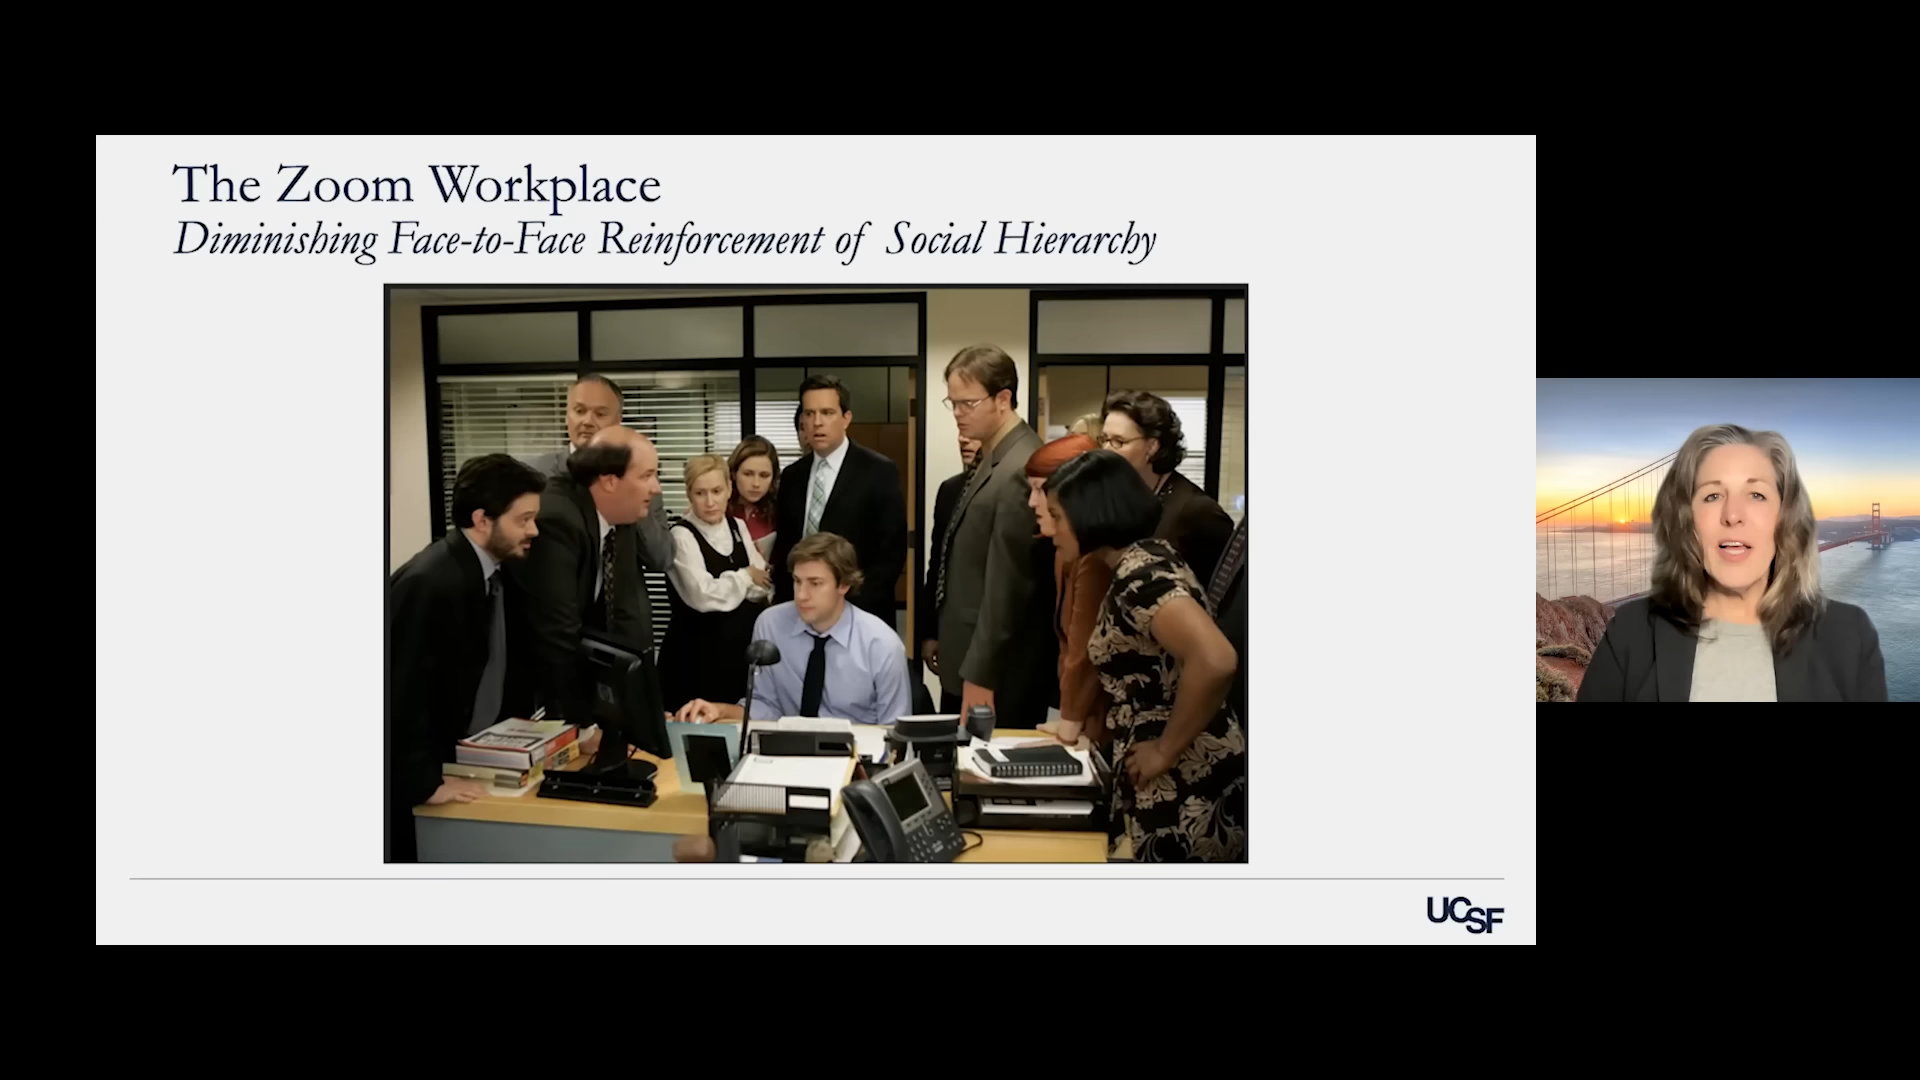 The Zoom Workplace
Diminishing Face-to-Face Reinforcement of Social Hierarchy
UCSF